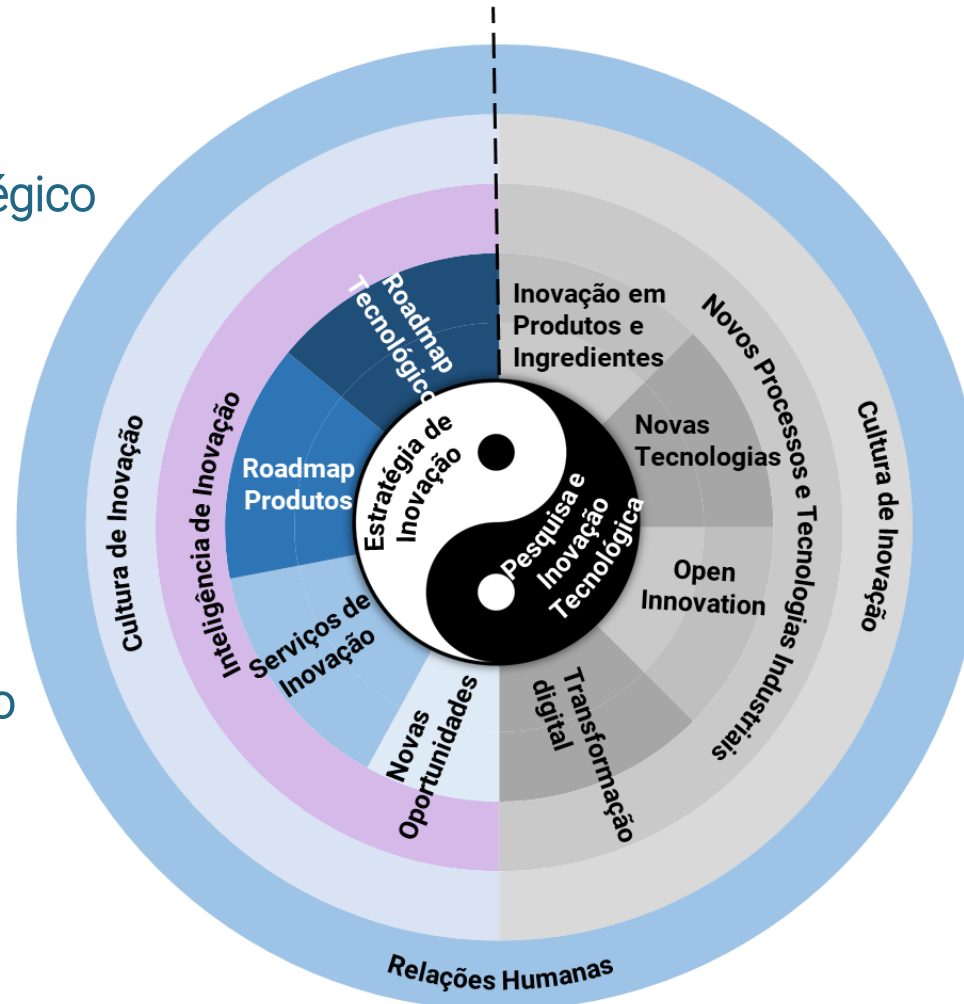 égico
o
Roadmap
Tecnológico
Roadmap
Produtos
Serviços de
Inovação
Novas
Oportunidades
Estratégia de
Inovação
Inteligência de Inovação
Cultura de Inovação
Inovação em
Produtos e
Ingredientes
Novas
Tecnologias
Open
Innovation
Transformação
digital
Pesquisa e
Inovação
Tecnológica
Novos Processos e Tecnologias Industriais
Cultura de Inovação
Relações Humanas